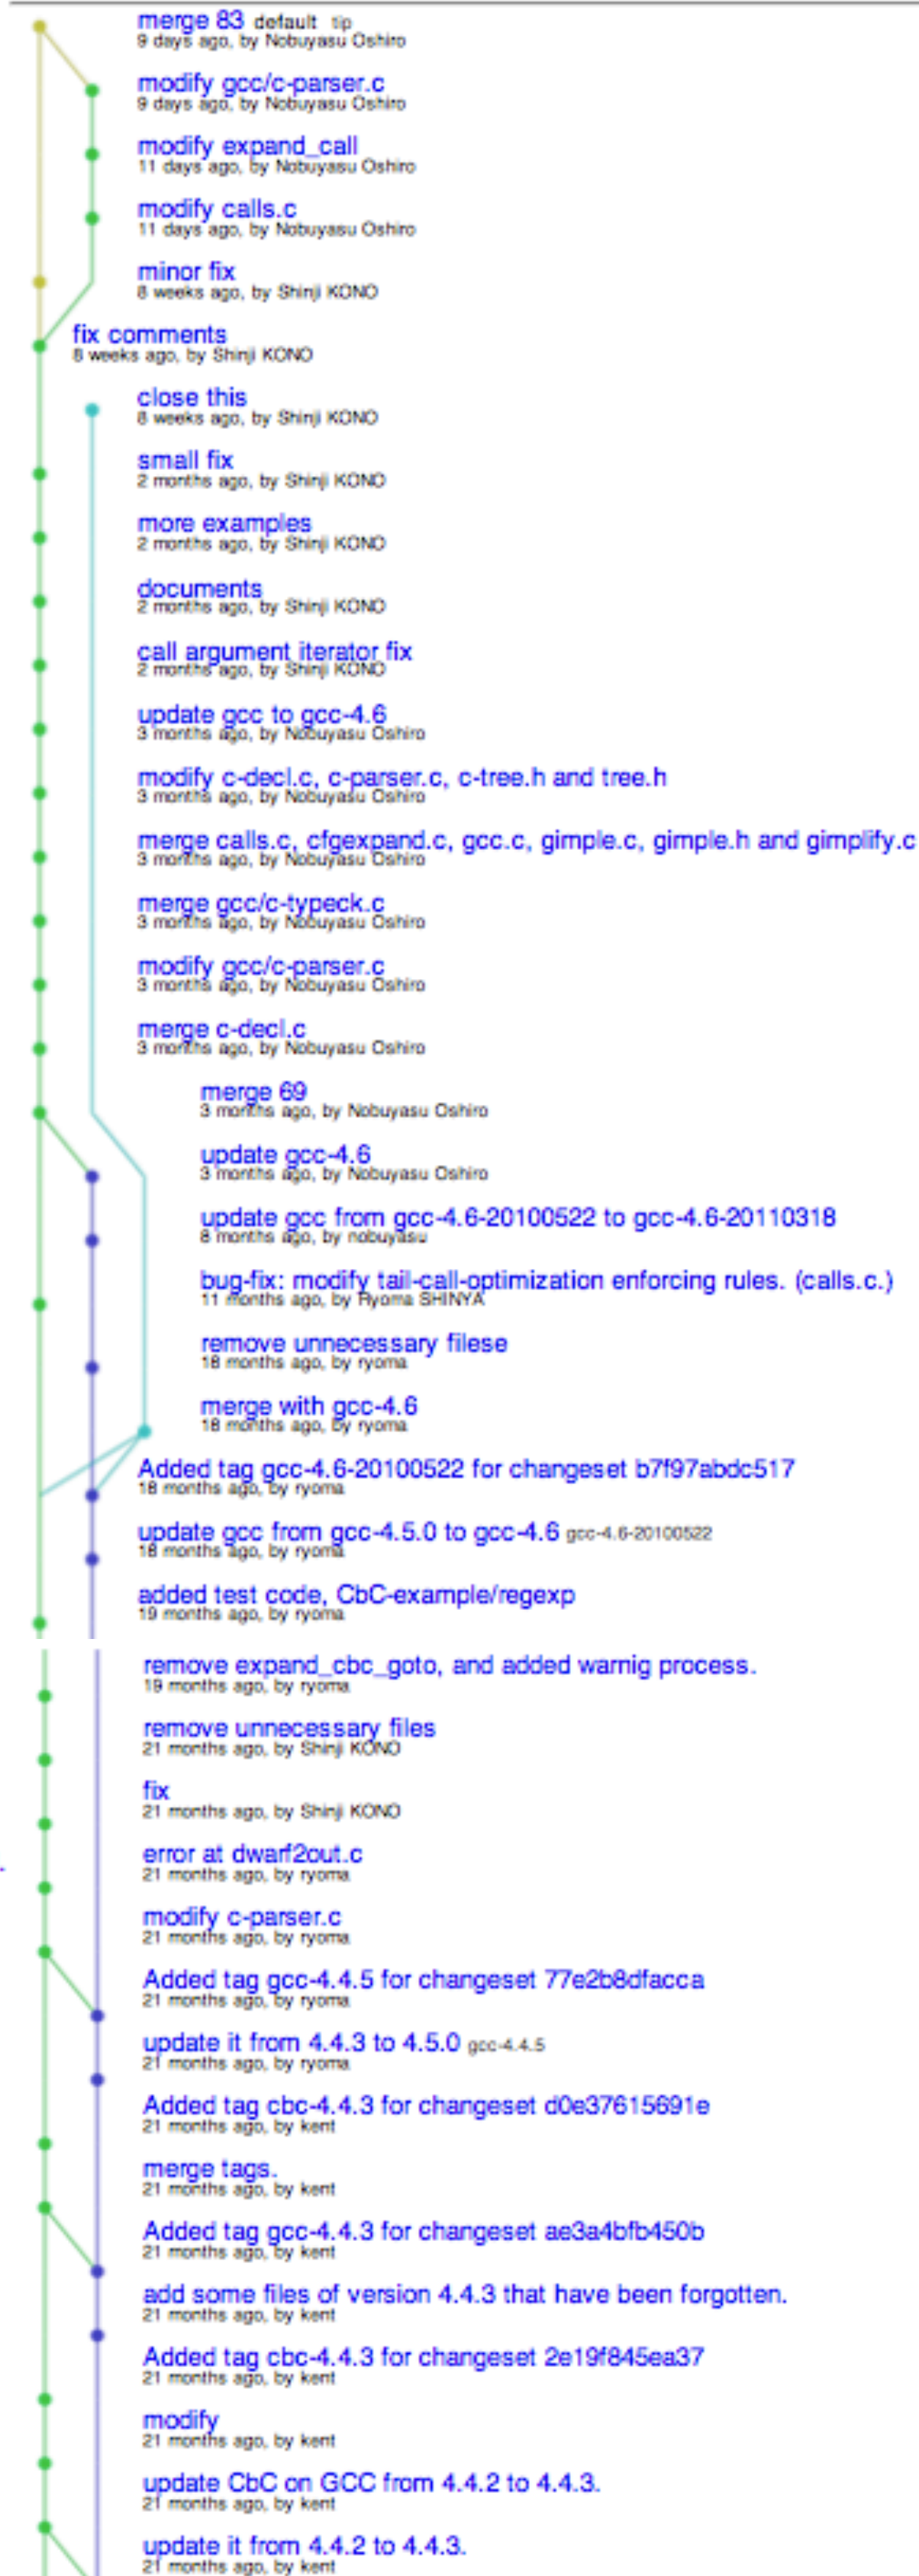 merge 83 default tip
9 days ago, by Nobuyasu Oshiro
modify gcc/c-parser.c
9 days ago, by Nobuyasu Oshiro
modify expand_call
11 days ago, by Nobuyasu Oshiro
modify calls.c
11 days ago, by Nobuyasu Oshiro
minor fix
8 weeks ago, by Shinji KONO
fix comments
8 weeks ago, by Shinji KONO
close this
8 weeks ago, by Shinji KONO
small fix
2 months ago, by Shinji KONO
more examples
2 months ago, by Shinji KONO
documents
2 months ago, by Shinji KONO
call argument iterator fix
2 months ago, by Shinji KONO
update gcc to gcc-4.6
3 months ago, by Nobuyasu Oshiro
modify c-decl.c, c-parser.c, c-tree.h and tree.h
3 months ago, by Nobuyasu Oshiro
merge calls.c, cfgexpand.c, gcc.c, gimple.c, gimple.h and gimplify.c
3 months ago, by Nobuyasu Oshiro
merge gcc/c-typeck.c
3 months ago, by Nobuyasu Oshiro
modify gcc/c-parser.c
3 months ago, by Nobuyasu Oshiro
merge c-decl.c
3 months ago, by Nobuyasu Oshiro
merge 69
3 months ago, by Nobuyasu Oshiro
update gcc-4.6
3 months ago, by Nobuyasu Oshiro
update gcc from gcc-4.6-20100522 to gcc-4.6-20110318
8 months ago, by nobuyasu
bug-fix: modify tail-call-optimization enforcing rules. (calls.c.)
11 months ago, by Ryoma SHINYA
remove unnecessary filese
18 months ago, by ryoma
merge with gcc-4.6
18 months ago, by ryoma
Added tag gcc-4.6-20100522 for changeset b7f97abdc517
18 months ago, by ryoma
update gcc from gcc-4.5.0 to gcc-4.6 gcc-4.6-20100522
18 months ago, by ryoma
added test code, CbC-example/regexp
19 months ago, by ryoma
remove expand_cbc_goto, and added warnig process.
19 months ago, by ryoma
remove unnecessary files
21 months ago, by Shinji KONO
fix
21 months ago, by Shinji KONO
error at dwarf2out.c
21 months ago, by ryoma
modify c-parser.c
21 months ago, by ryoma
Added tag gcc-4.4.5 for changeset 77e2b8dfacca
21 months ago, by ryoma
update it from 4.4.3 to 4.5.0 gcc-4.4.5
21 months ago, by ryoma
Added tag cbc-4.4.3 for changeset d0e37615691e
21 months ago, by kent
merge tags.
21 months ago, by kent
Added tag gcc-4.4.3 for changeset ae3a4bfb450b
21 months ago, by kent
add some files of version 4.4.3 that have been forgotten.
21 months ago, by kent
Added tag cbc-4.4.3 for changeset 2e19f845ea37
21 months ago, by kent
modify
21 months ago, by kent
update CbC on GCC from 4.4.2 to 4.4.3.
21 months ago, by kent
update it from 4.4.2 to 4.4.3.
21 months ago, by kent